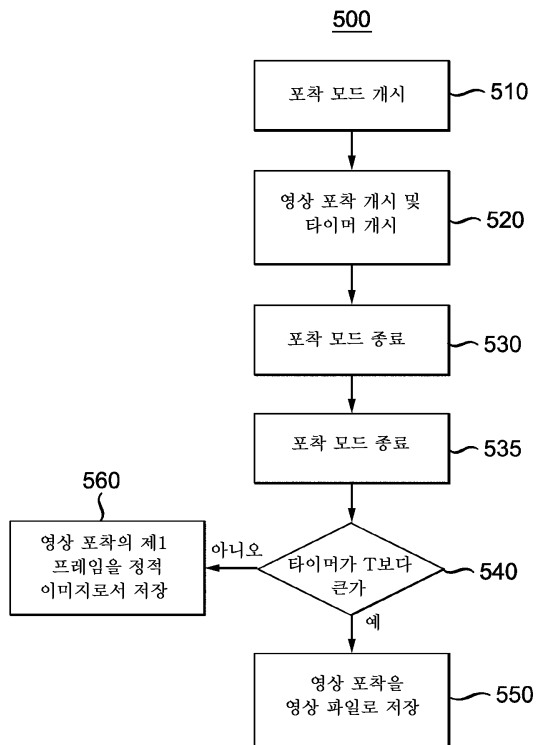 500
포착 모드 개시
510
영상 포착 개시 및
타이머 개시
520
포착 모드 종료
530
포착 모드 종료
535
560
영상 포착의 제1
프레임을 정적
이미지로서 저장
아니오
타이머가 T보다
큰가
540
예
영상 포착을
영상 파일로 저장
550